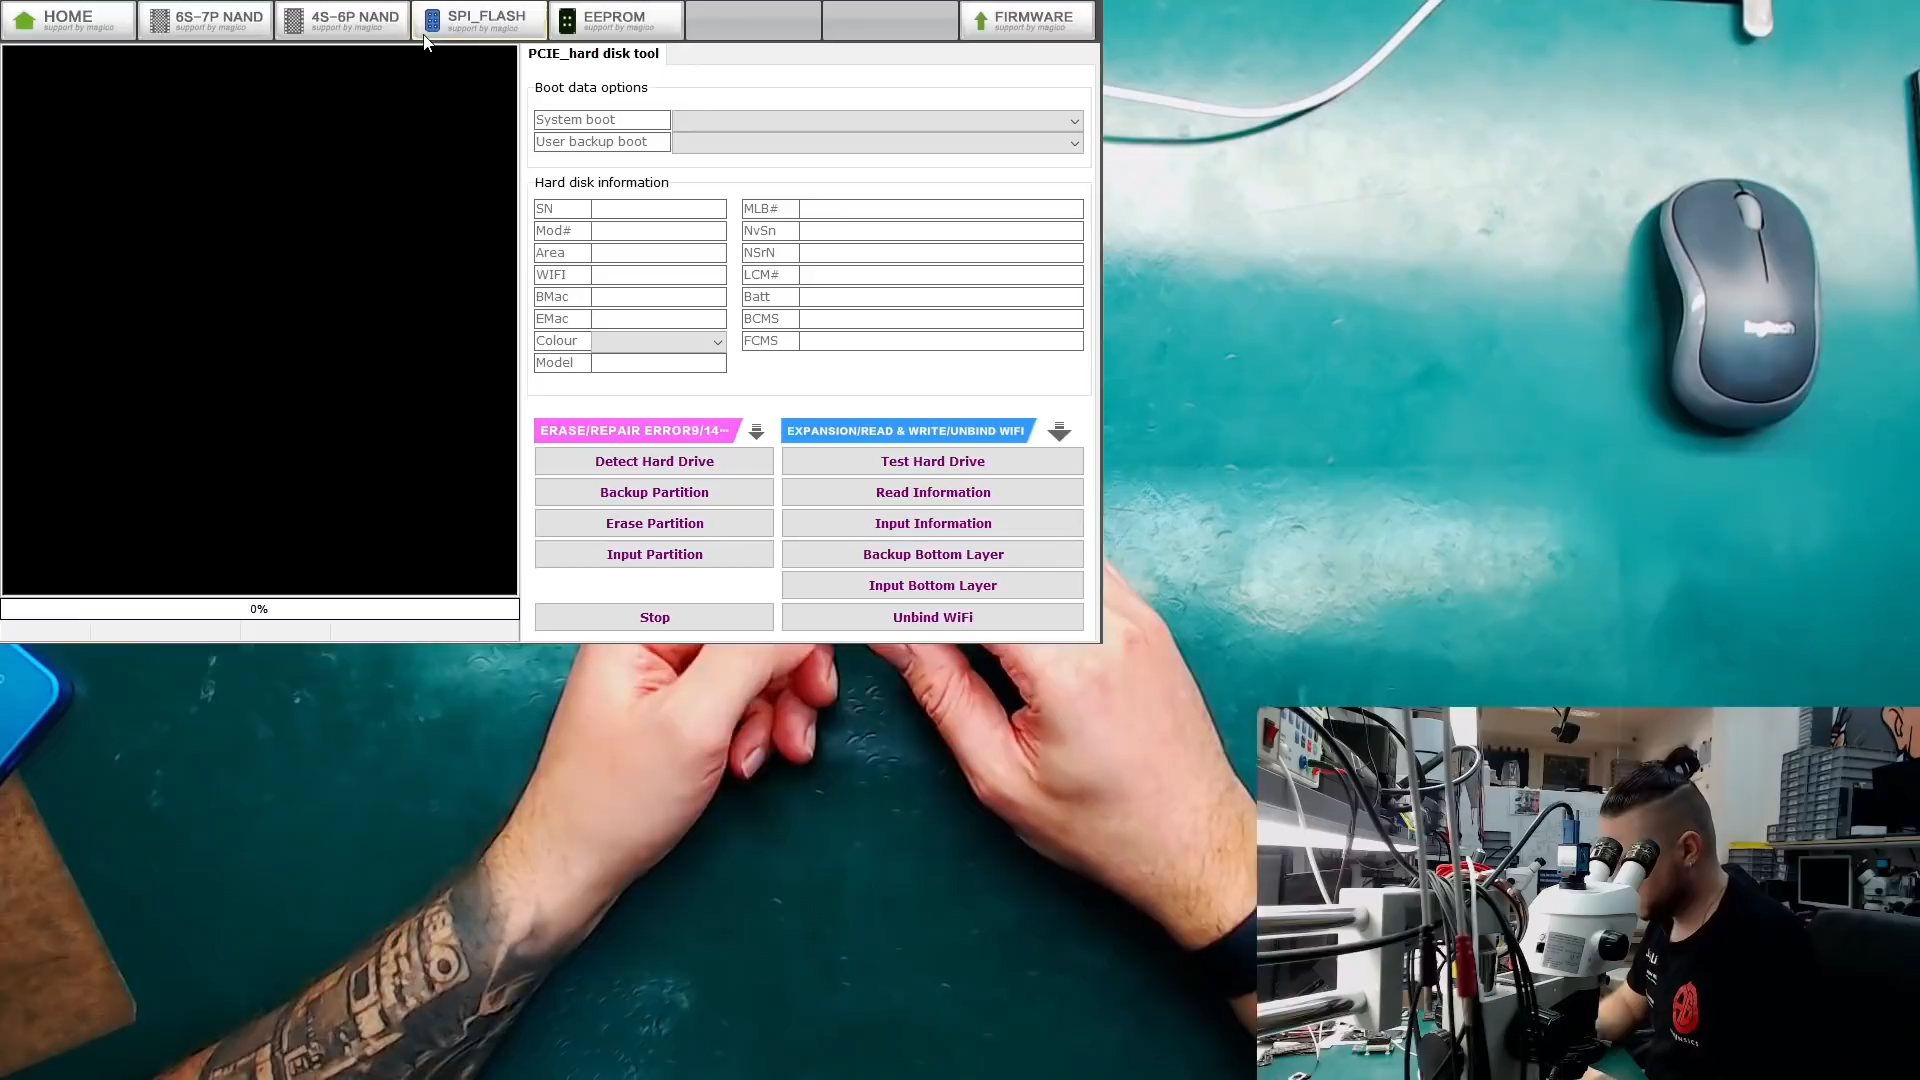 HOME
support by magico
6S-7P NAND
support by magico
4S-6P NAND
support by magico
SPI_FLASH
support by magico
EEPROM
support by magico
FIRMWARE
support by magico
PCIE_hard disk tool
Boot data options
System boot
User backup boot
Hard disk information
SN
MLB#
Mod#
NvSn
Area
NSrN
WIFI
LCM#
BMac
Batt
EMac
BCMS
Colour
FCMS
Model
ERASE/REPAIR ERROR9/14···
EXPANSION/READ & WRITE/UNBIND WIFI
Detect Hard Drive
Test Hard Drive
Backup Partition
Read Information
Erase Partition
Input Information
Input Partition
Backup Bottom Layer
Input Bottom Layer
Stop
Unbind WiFi
0%
logitech